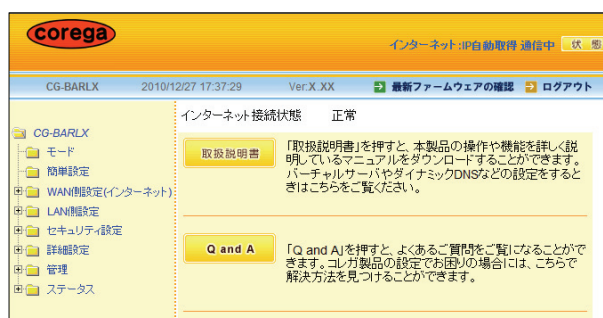 corega
インターネット:IP自動取得 通信中 状 態
CG-BARLX 2010/12/27 17:37:29 Ver.X.XX 最新ファームウェアの確認 ログアウト
インターネット接続状態 正常
CG-BARLX
モード
簡単設定
WAN側設定(インターネット)
LAN側設定
セキュリティ設定
詳細設定
管理
ステータス
取扱説明書
「取扱説明書」を押すと、本製品の操作や機能を詳しく説
明しているマニュアルをダウンロードすることができます。
バーチャルサーバやダイナミックDNSなどの設定をすると
きはこちらをご覧ください。
Q and A
「Q and A」を押すと、よくあるご質問をご覧になることがで
きます。コレガ製品の設定でお困りの場合には、こちらで
解決方法を見つけることができます。